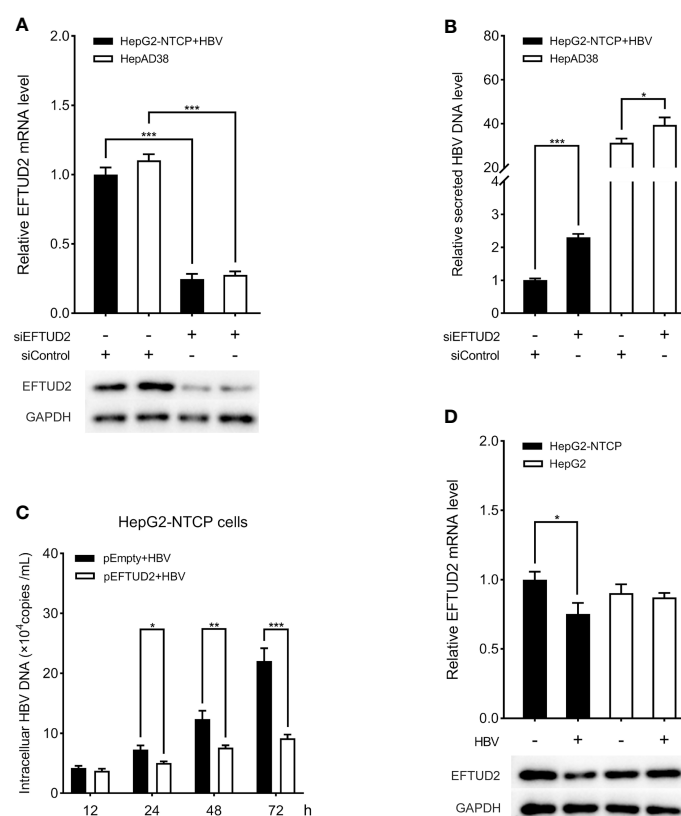 A
Relative EFTUD2 mRNA level
2.0
1.5
1.0
0.5
0.0
HepG2-NTCP+HBV
HepAD38
***
***
siEFTUD2 - - + +
siControl + + - -
EFTUD2
GAPDH
B
Relative secreted HBV DNA level
80
60
40
20
4
3
2
1
0
HepG2-NTCP+HBV
HepAD38
***
*
siEFTUD2 - + - +
siControl + - + -
C
HepG2-NTCP cells
Intracelluar HBV DNA (×10⁴copies /mL)
40
30
20
10
0
pEmpty+HBV
pEFTUD2+HBV
* ** ***
12 24 48 72 h
D
Relative EFTUD2 mRNA level
2.0
1.5
1.0
0.5
0.0
HepG2-NTCP
HepG2
*
HBV - + - +
EFTUD2
GAPDH